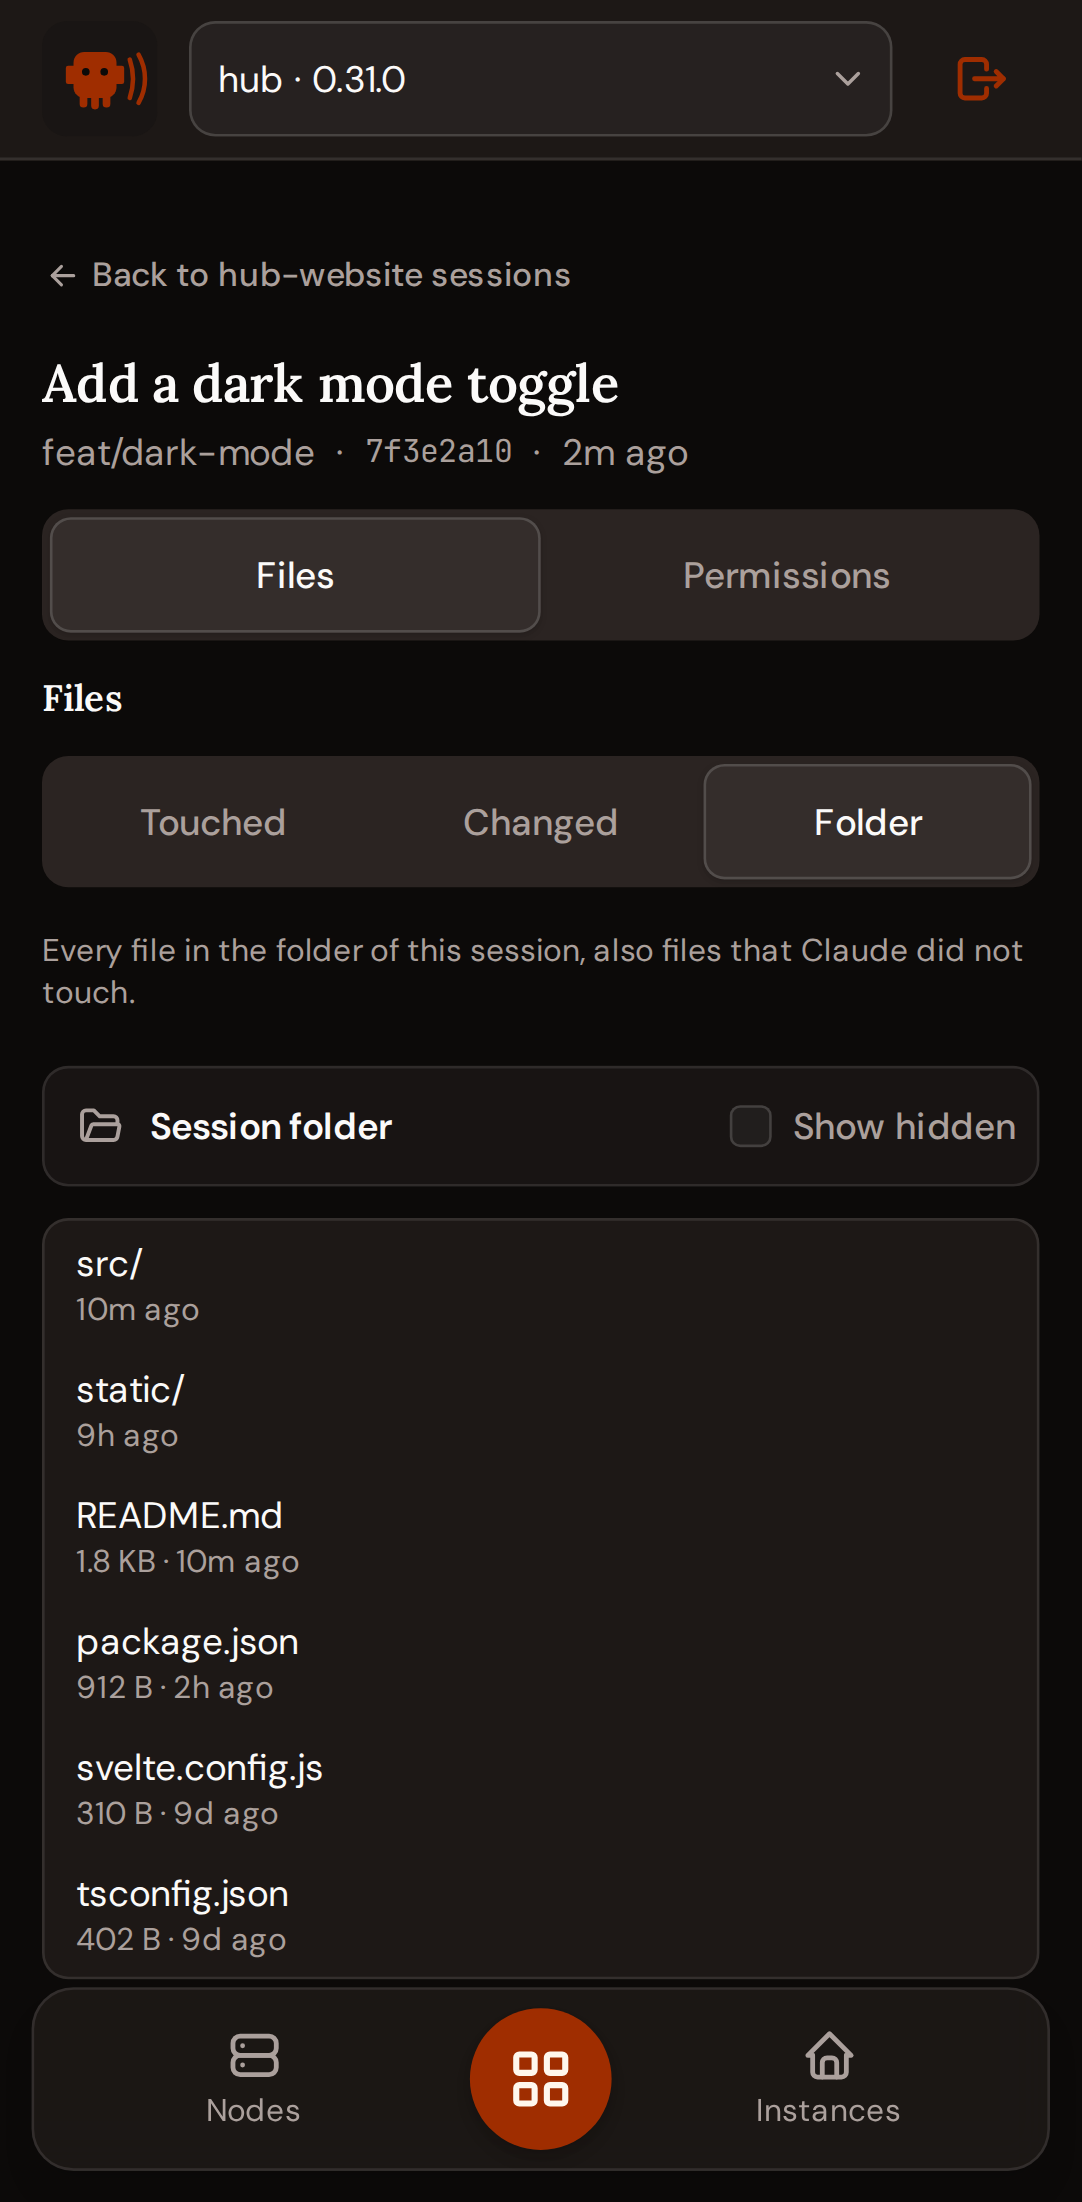 hub · 0.31.0
← Back to hub-website sessions
Add a dark mode toggle
feat/dark-mode · 7f3e2a10 · 2m ago
Files Permissions
Files
Touched Changed Folder
Every file in the folder of this session, also files that Claude did not
touch.
Session folder Show hidden
src/
10m ago
static/
9h ago
README.md
1.8 KB · 10m ago
package.json
912 B · 2h ago
svelte.config.js
310 B · 9d ago
tsconfig.json
402 B · 9d ago
Nodes Instances